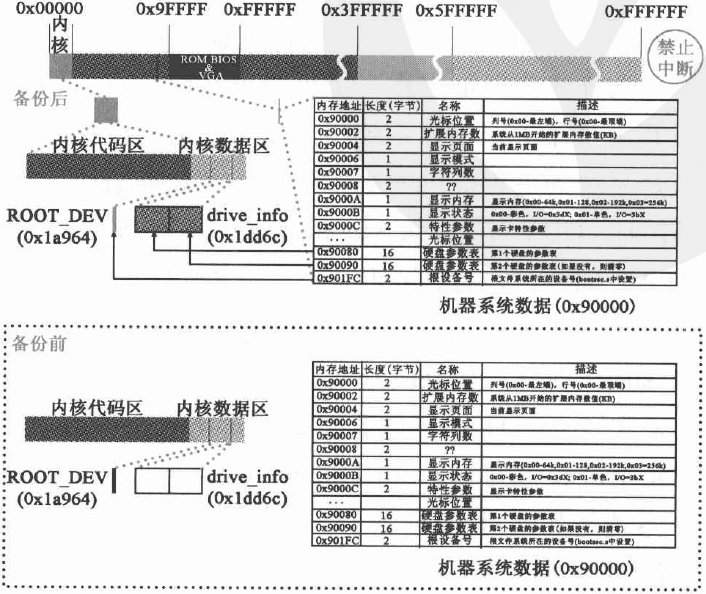 0x00000 0x9FFFF 0xFFFFF 0x3FFFFF 0x5FFFFF 0xFFFFFF
内核
ROM BIOS
&
VGA
禁止
中断
备份后
内核代码区 内核数据区
ROOT_DEV
(0x1a964)
drive_info
(0x1dd6c)
内存地址 长度(字节) 名称 描述
0x90000 2 光标位置 列号(0x00-最左端)，行号(0x00-最顶端)
0x90002 2 扩展内存数 系统从1MB开始的扩展内存数值(KB)
0x90004 2 显示页面 当前显示页面
0x90006 1 显示模式
0x90007 1 字符列数
0x90008 2 ??
0x9000A 1 显示内存 显示内存(0x00-64k,0x01-128,0x02-192k,0x03=256k)
0x9000B 1 显示状态 0x00-彩色，I/O=0x3dX; 0x01-单色，I/O=3bX
0x9000C 2 特性参数 显示卡特性参数
... 光标位置
0x90080 16 硬盘参数表 第1个硬盘的参数表
0x90090 16 硬盘参数表 第2个硬盘的参数表(如果没有，则清零)
0x901FC 2 根设备号 根文件系统所在的设备号(bootsec.s中设置)
机器系统数据(0x90000)
备份前
内核代码区 内核数据区
ROOT_DEV
(0x1a964)
drive_info
(0x1dd6c)
内存地址 长度(字节) 名称 描述
0x90000 2 光标位置 列号(0x00-最左端)，行号(0x00-最顶端)
0x90002 2 扩展内存数 系统从1MB开始的扩展内存数值(KB)
0x90004 2 显示页面 当前显示页面
0x90006 1 显示模式
0x90007 1 字符列数
0x90008 2 ??
0x9000A 1 显示内存 显示内存(0x00-64k,0x01-128,0x02-192k,0x03=256k)
0x9000B 1 显示状态 0x00-彩色，I/O=0x3dX; 0x01-单色，I/O=3bX
0x9000C 2 特性参数 显示卡特性参数
... 光标位置
0x90080 16 硬盘参数表 第1个硬盘的参数表
0x90090 16 硬盘参数表 第2个硬盘的参数表(如果没有，则清零)
0x901FC 2 根设备号 根文件系统所在的设备号(bootsec.s中设置)
机器系统数据(0x90000)